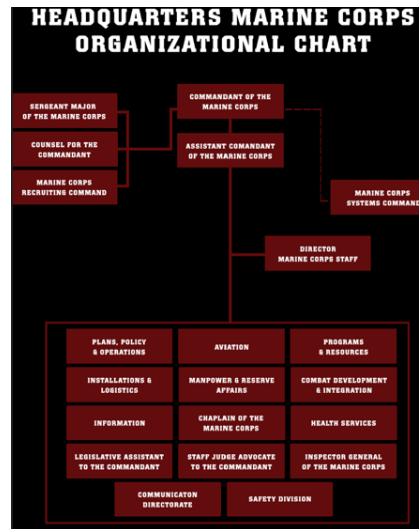 HEADQUARTERS MARINE CORPS
ORGANIZATIONAL CHART
COMMANDANT OF THE
MARINE CORPS
SERGEANT MAJOR
OF THE MARINE CORPS
COUNSEL FOR THE
COMMANDANT
ASSISTANT COMANDANT
OF THE MARINE CORPS
MARINE CORPS
RECRUITING COMMAND
MARINE CORPS
SYSTEMS COMMAND
DIRECTOR
MARINE CORPS STAFF
PLANS, POLICY
& OPERATIONS
AVIATION
PROGRAMS
& RESOURCES
INSTALLATIONS &
LOGISTICS
MANPOWER & RESERVE
AFFAIRS
COMBAT DEVELOPMENT
& INTEGRATION
INFORMATION
CHAPLAIN OF THE
MARINE CORPS
HEALTH SERVICES
LEGISLATIVE ASSISTANT
TO THE COMMANDANT
STAFF JUDGE ADVOCATE
TO THE COMMANDANT
INSPECTOR GENERAL
OF THE MARINE CORPS
COMMUNICATON
DIRECTORATE
SAFETY DIVISION